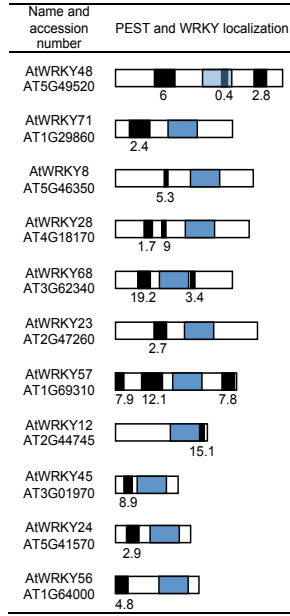 Name and
accession
number
PEST and WRKY localization
AtWRKY48
AT5G49520
6 0.4 2.8
AtWRKY71
AT1G29860
2.4
AtWRKY8
AT5G46350
5.3
AtWRKY28
AT4G18170
1.7 9
AtWRKY68
AT3G62340
19.2 3.4
AtWRKY23
AT2G47260
2.7
AtWRKY57
AT1G69310
7.9 12.1 7.8
AtWRKY12
AT2G44745
15.1
AtWRKY45
AT3G01970
8.9
AtWRKY24
AT5G41570
2.9
AtWRKY56
AT1G64000
4.8